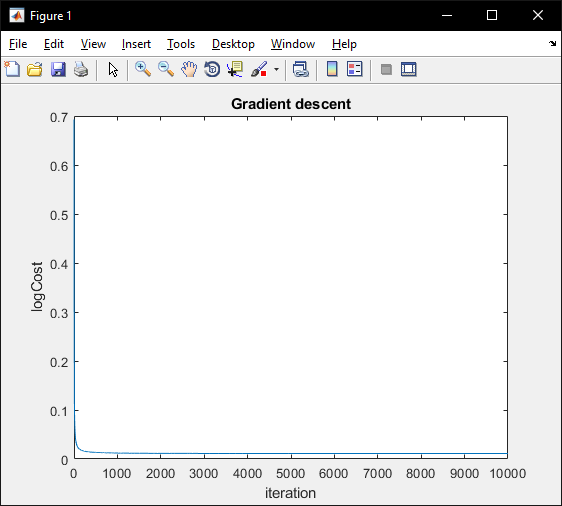 Figure 1
File Edit View Insert Tools Desktop Window Help
Gradient descent
0.7
0.6
0.5
0.4
0.3
0.2
0.1
0
logCost
0 1000 2000 3000 4000 5000 6000 7000 8000 9000 10000
iteration